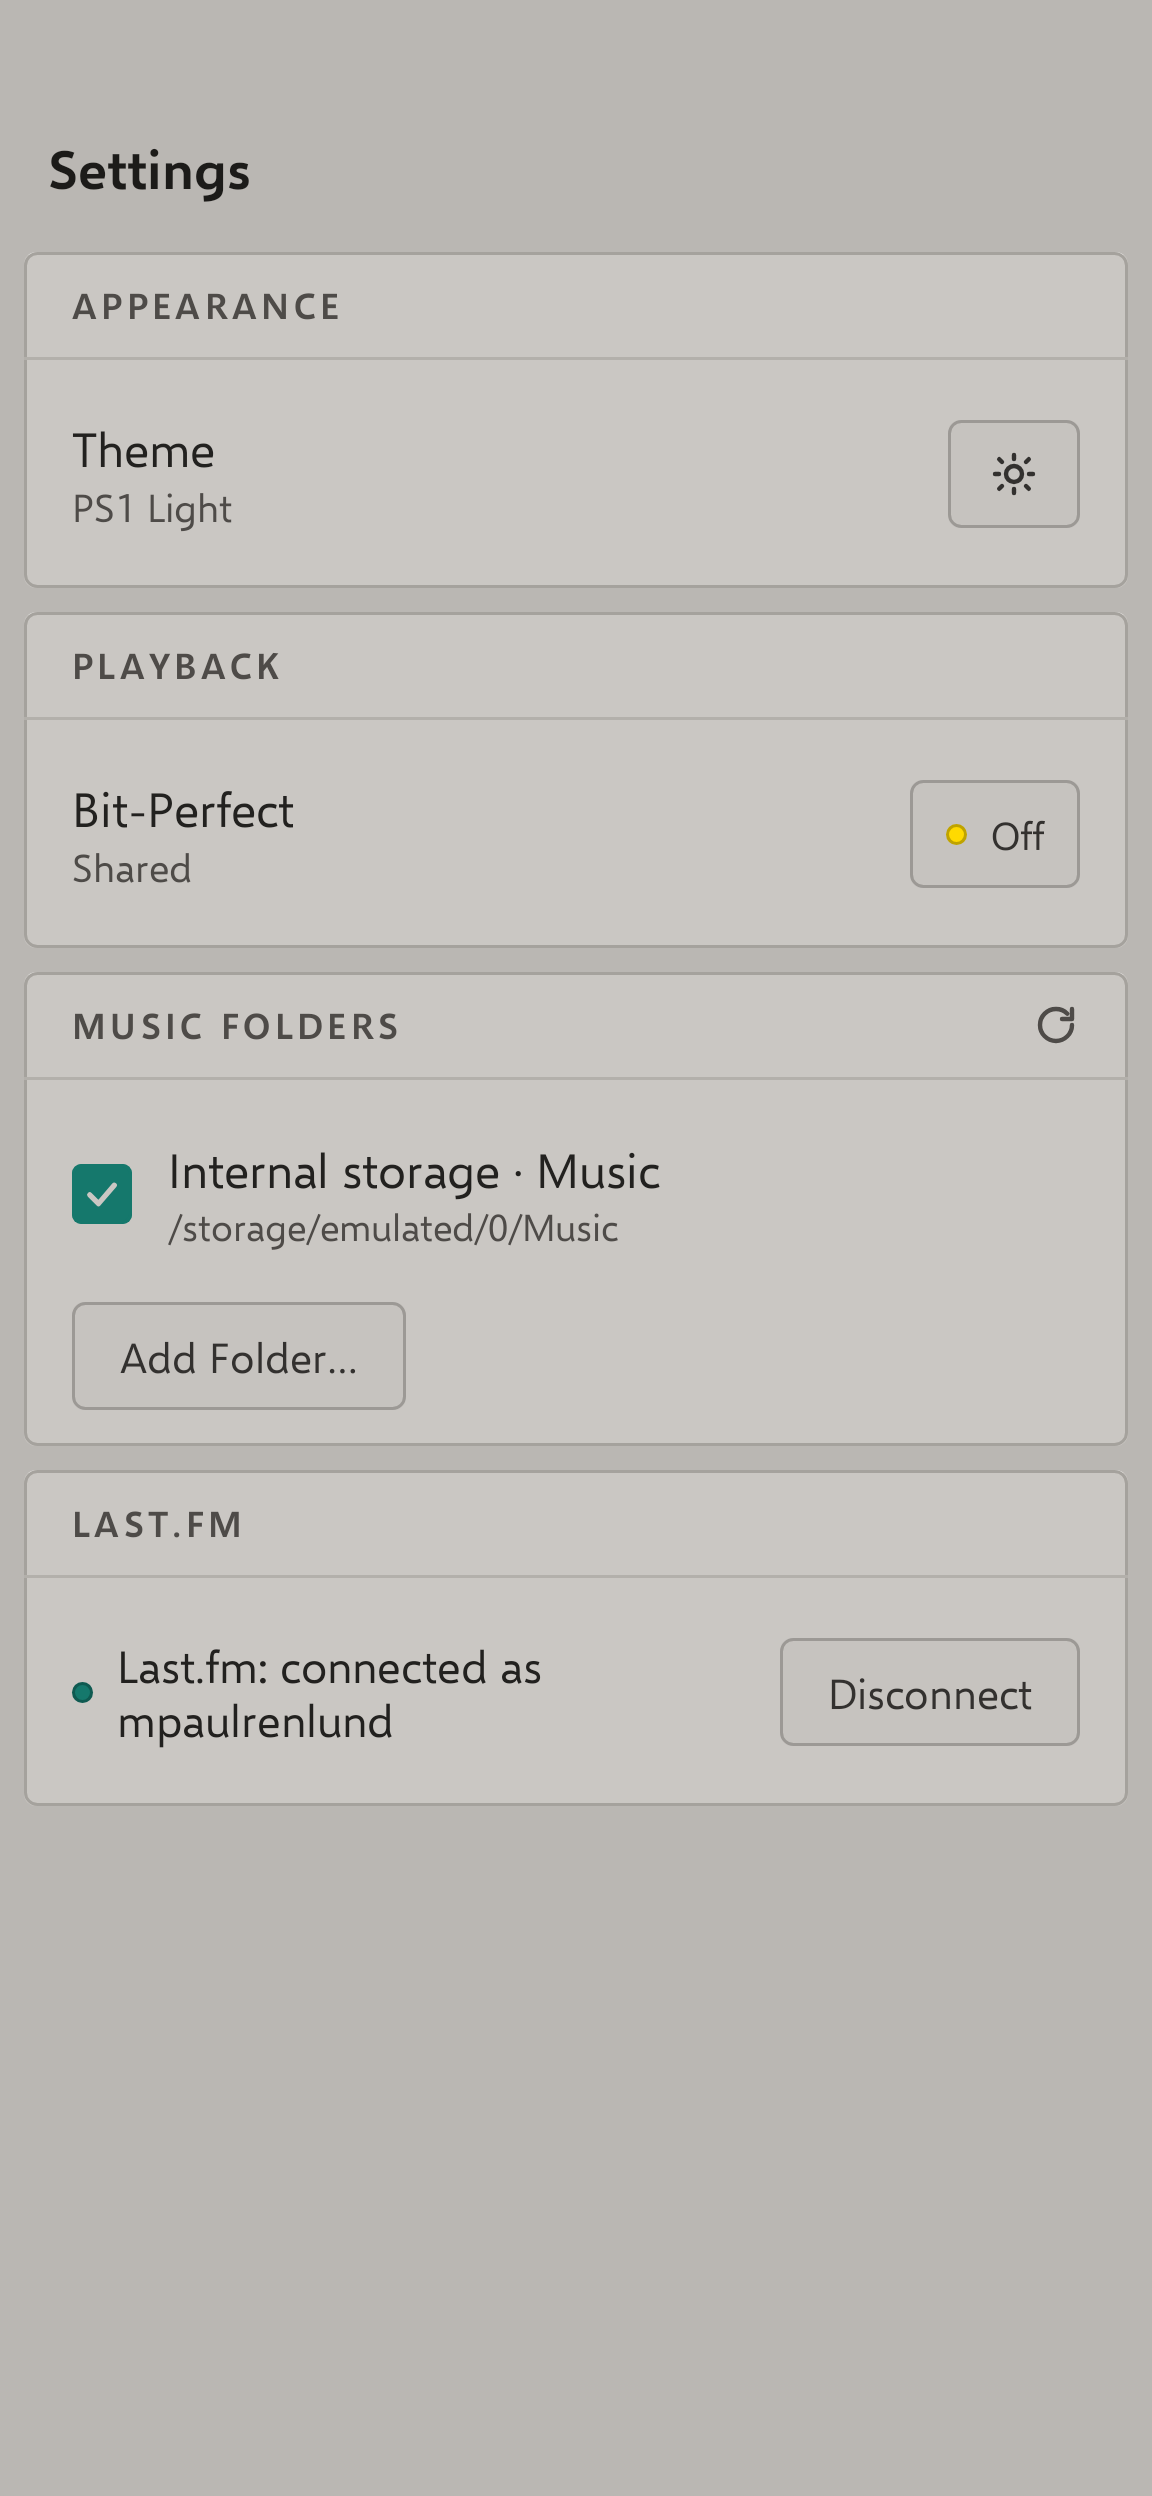 Settings
APPEARANCE
Theme
PS1 Light
PLAYBACK
Bit-Perfect
Shared
Off
MUSIC FOLDERS
Internal storage · Music
/storage/emulated/0/Music
Add Folder...
LAST.FM
Last.fm: connected as
mpaulrenlund
Disconnect